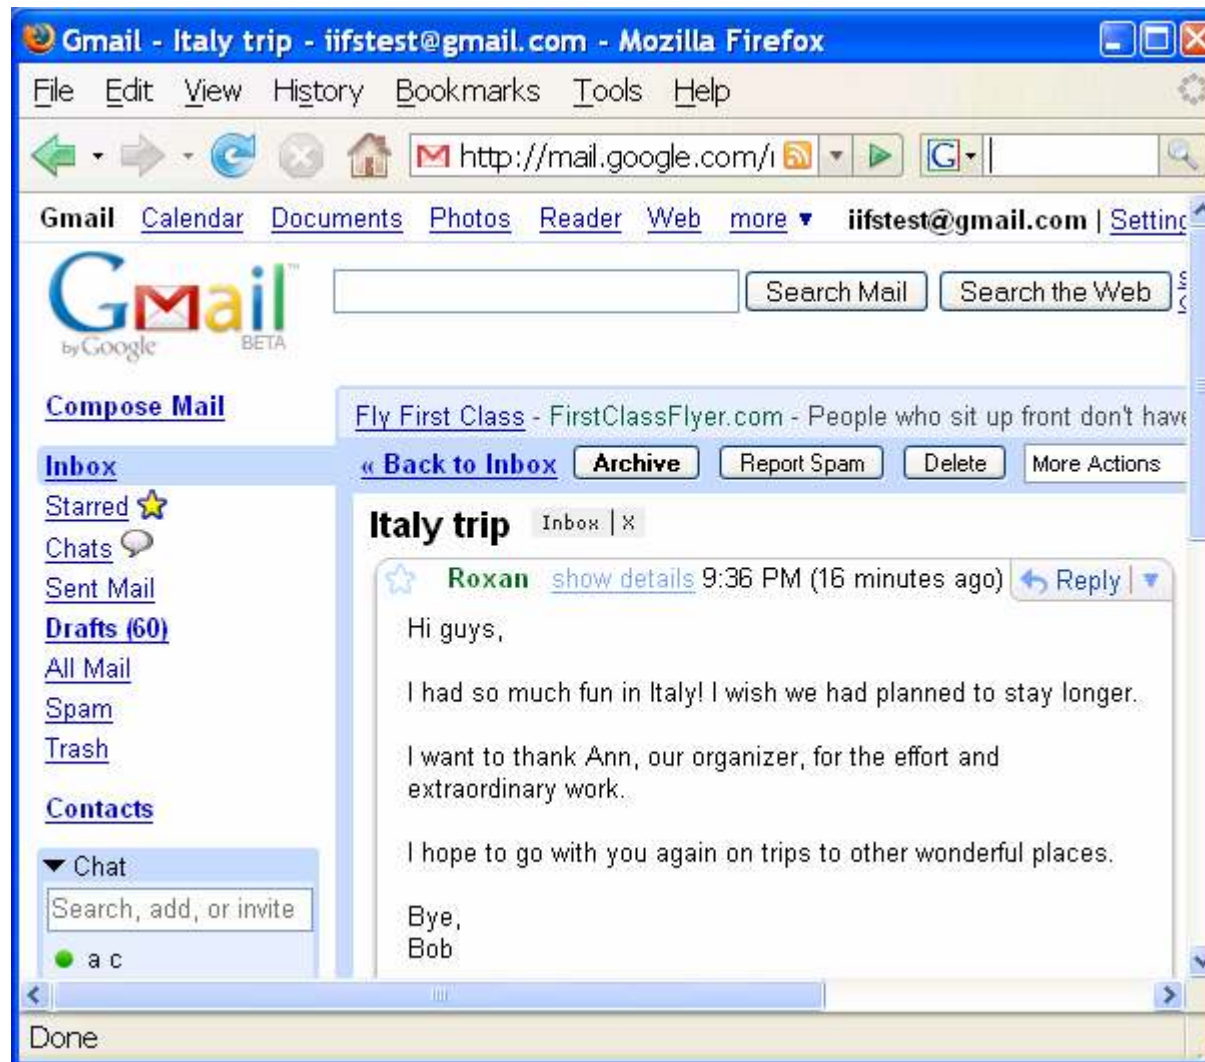 Gmail - Italy trip - iifstest@gmail.com - Mozilla Firefox
File Edit View History Bookmarks Tools Help
http://mail.google.com/ G
Gmail Calendar Documents Photos Reader Web more ▼ iifstest@gmail.com | Setting
Gmail™ Search Mail Search the Web
by Google BETA
Compose Mail
Fly First Class - FirstClassFlyer.com - People who sit up front don't have
Inbox
« Back to Inbox Archive Report Spam Delete More Actions
Starred
Italy trip Inbox | X
Chats
Roxan show details 9:36 PM (16 minutes ago) Reply
Sent Mail
Drafts (60)
All Mail
Spam
Trash
Contacts
Chat
Search, add, or invite
a c
Hi guys,
I had so much fun in Italy! I wish we had planned to stay longer.
I want to thank Ann, our organizer, for the effort and
extraordinary work.
I hope to go with you again on trips to other wonderful places.
Bye,
Bob
Done